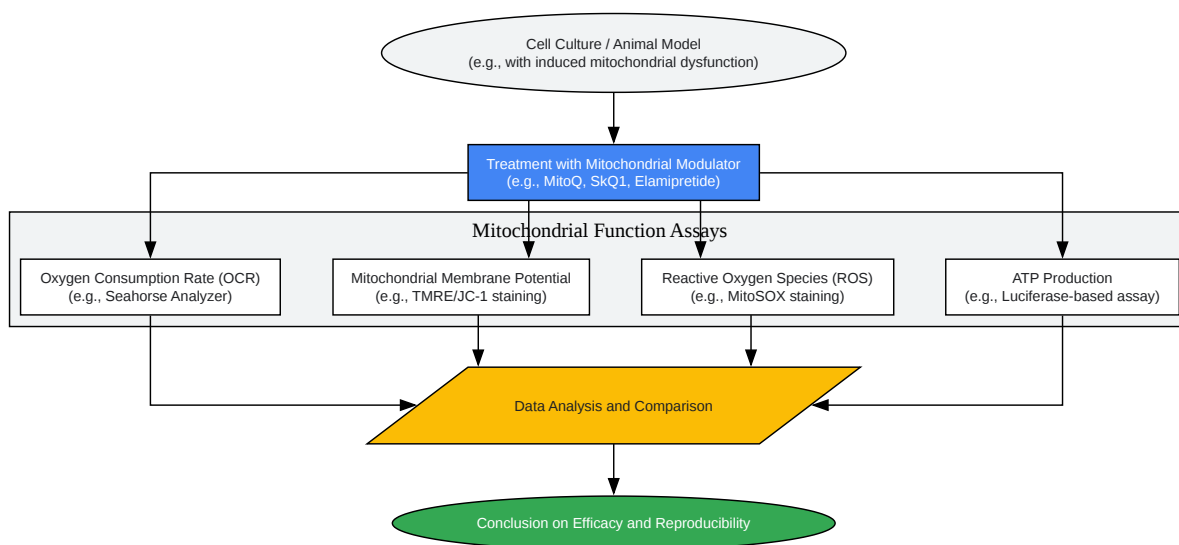 Cell Culture / Animal Model
(e.g., with induced mitochondrial dysfunction)
Treatment with Mitochondrial Modulator
(e.g., MitoQ, SkQ1, Elamipretide)
Mitochondrial Function Assays
Oxygen Consumption Rate (OCR)
(e.g., Seahorse Analyzer)
Mitochondrial Membrane Potential
(e.g., TMRE/JC-1 staining)
Reactive Oxygen Species (ROS)
(e.g., MitoSOX staining)
ATP Production
(e.g., Luciferase-based assay)
Data Analysis and Comparison
Conclusion on Efficacy and Reproducibility